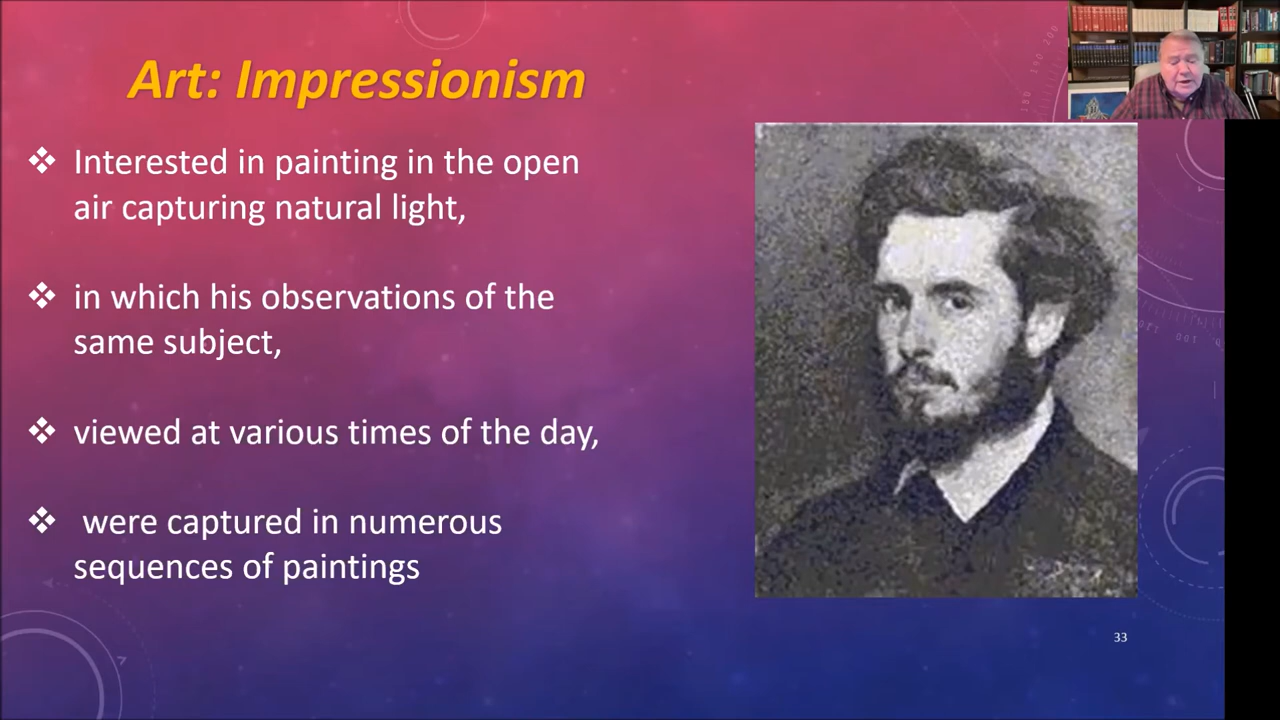 Art: Impressionism
❖ Interested in painting in the open
air capturing natural light,
❖ in which his observations of the
same subject,
❖ viewed at various times of the day,
❖ were captured in numerous
sequences of paintings
33